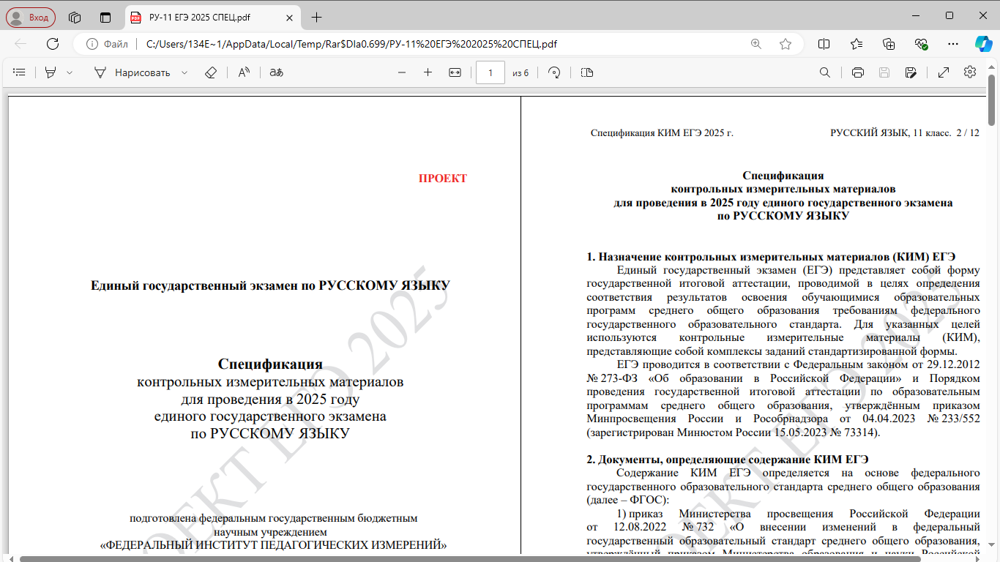 Вход
РУ-11 ЕГЭ 2025 СПЕЦ.pdf
Файл
C:/Users/134E~1/AppData/Local/Temp/Rar$DIa0.699/РУ-11%20ЕГЭ%202025%20СПЕЦ.pdf
Нарисовать
1
из 6
ПРОЕКТ
Единый государственный экзамен по РУССКОМУ ЯЗЫКУ
Спецификация
контрольных измерительных материалов
для проведения в 2025 году
единого государственного экзамена
по РУССКОМУ ЯЗЫКУ
подготовлена федеральным государственным бюджетным
научным учреждением
«ФЕДЕРАЛЬНЫЙ ИНСТИТУТ ПЕДАГОГИЧЕСКИХ ИЗМЕРЕНИЙ»
ОЕКТ ЕГЭ 2025
Спецификация КИМ ЕГЭ 2025 г.
РУССКИЙ ЯЗЫК, 11 класс. 2 / 12
Спецификация
контрольных измерительных материалов
для проведения в 2025 году единого государственного экзамена
по РУССКОМУ ЯЗЫКУ
1. Назначение контрольных измерительных материалов (КИМ) ЕГЭ
Единый государственный экзамен (ЕГЭ) представляет собой форму
государственной итоговой аттестации, проводимой в целях определения
соответствия результатов освоения обучающимися образовательных
программ среднего общего образования требованиям федерального
государственного образовательного стандарта. Для указанных целей
используются контрольные измерительные материалы (КИМ),
представляющие собой комплексы заданий стандартизированной формы.
ЕГЭ проводится в соответствии с Федеральным законом от 29.12.2012
№ 273-ФЗ «Об образовании в Российской Федерации» и Порядком
проведения государственной итоговой аттестации по образовательным
программам среднего общего образования, утверждённым приказом
Минпросвещения России и Рособрнадзора от 04.04.2023 № 233/552
(зарегистрирован Минюстом России 15.05.2023 № 73314).
2. Документы, определяющие содержание КИМ ЕГЭ
Содержание КИМ ЕГЭ определяется на основе федерального
государственного образовательного стандарта среднего общего образования
(далее – ФГОС):
1) приказ Министерства просвещения Российской Федерации
от 12.08.2022 № 732 «О внесении изменений в федеральный
государственный образовательный стандарт среднего общего образования,
утверждённый приказом Министерства образования и науки Российской
ОЕКТ ЕГЭ 2025